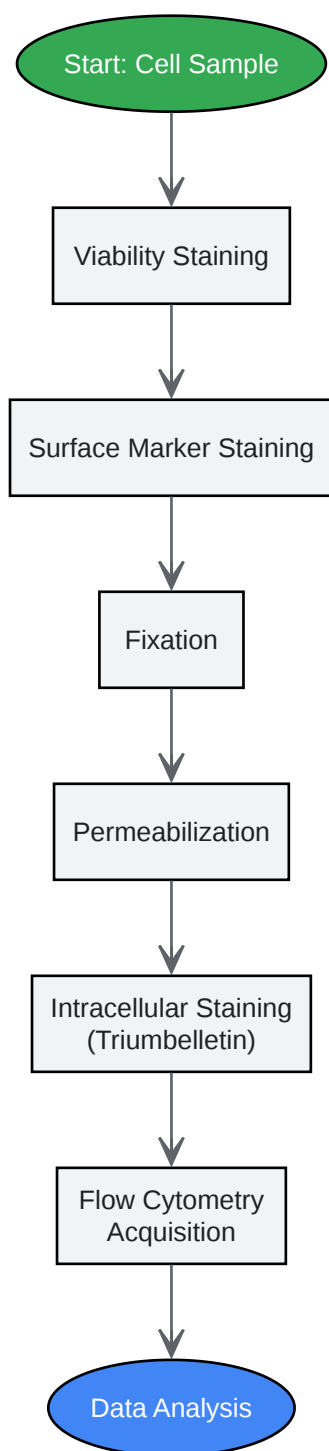 Start: Cell Sample
Viability Staining
Surface Marker Staining
Fixation
Permeabilization
Intracellular Staining
(Triumbelletin)
Flow Cytometry
Acquisition
Data Analysis